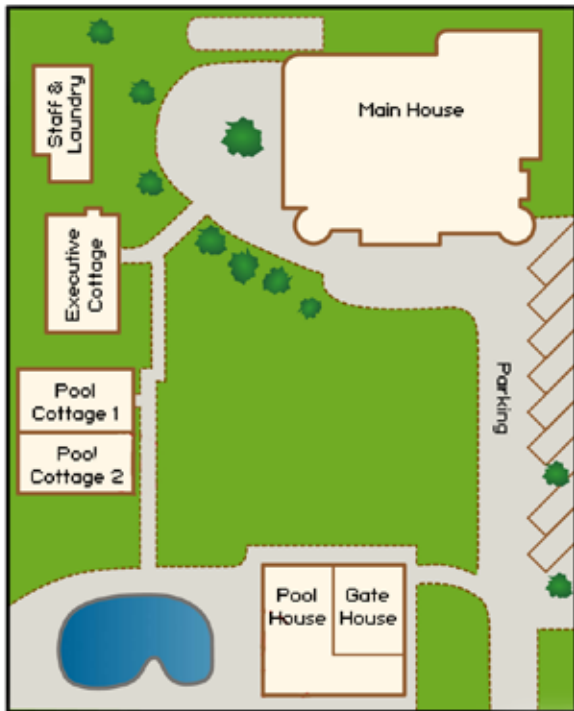 Main House
Staff &
Laundry
Executive
Cottage
Parking
Pool
Cottage 1
Pool
Cottage 2
Pool
House
Gate
House